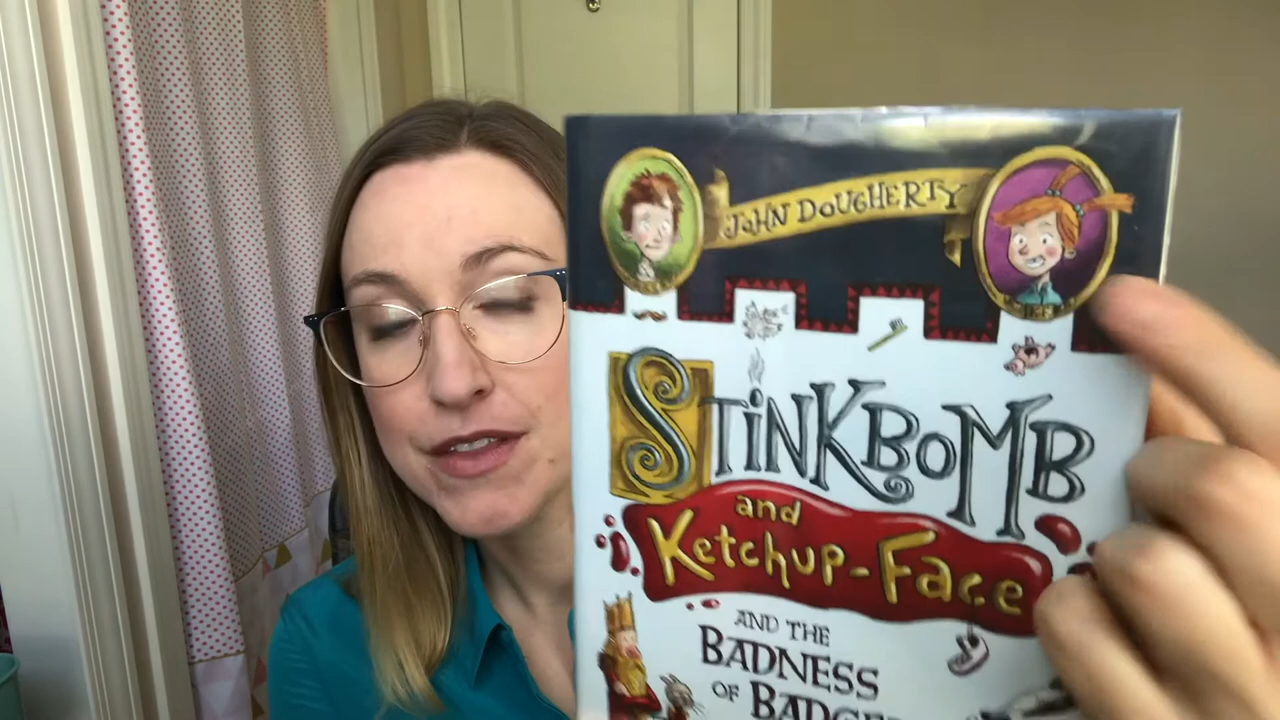 JOHN DOUGHERTY
STINKBOMB
and
Ketchup-Face
AND THE
BADNESS
OF